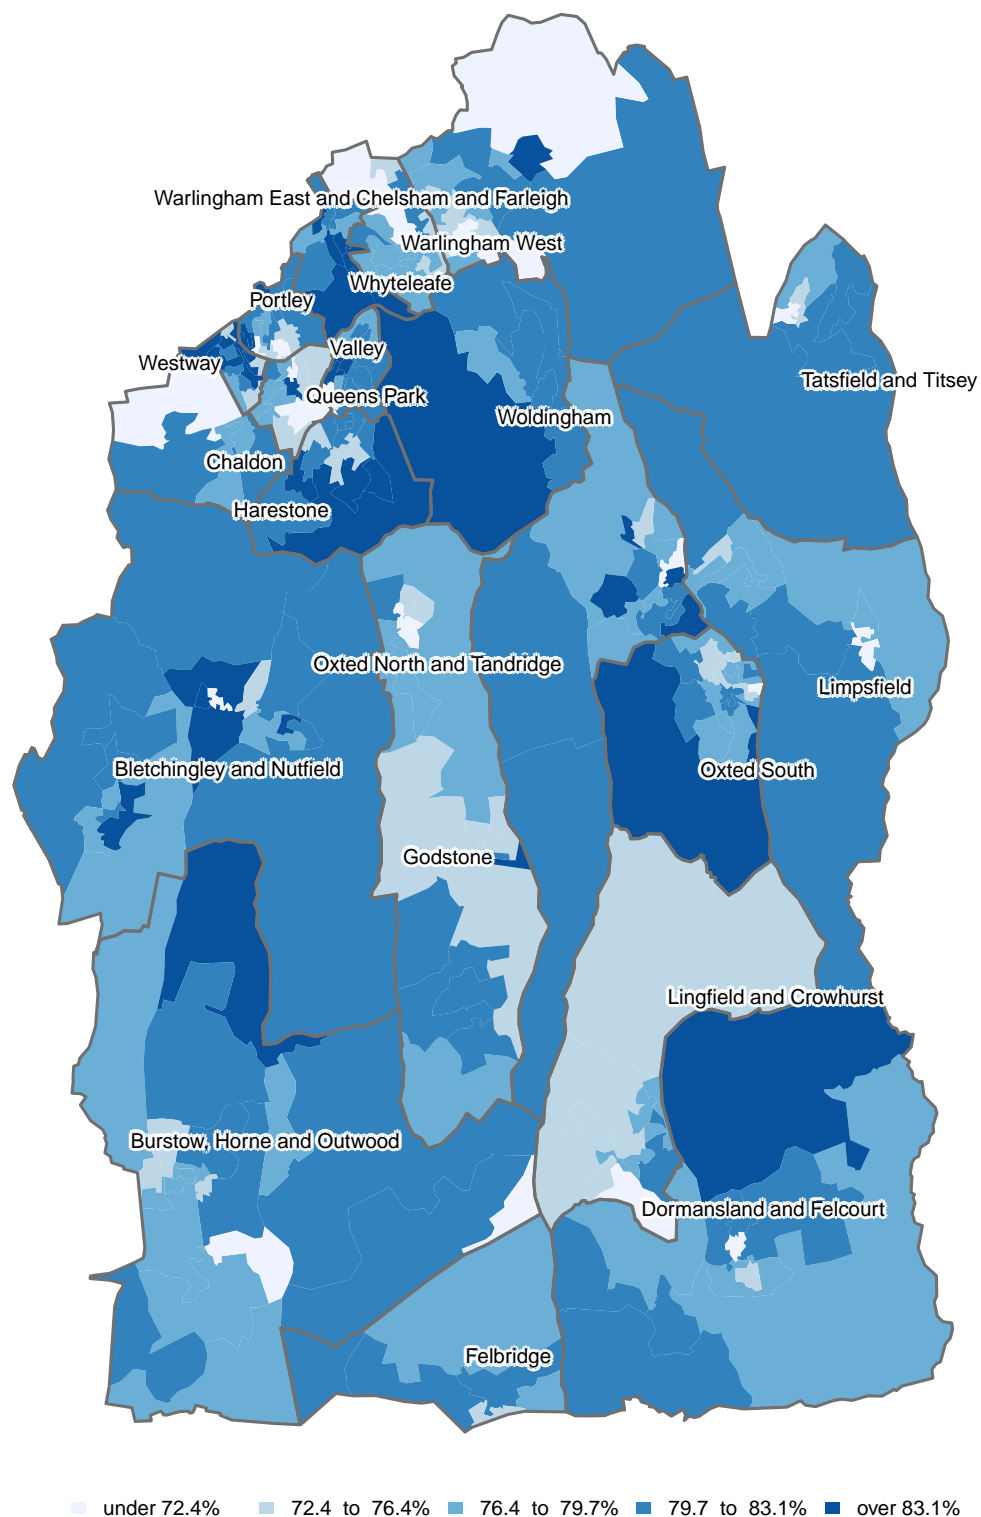 Warlingham East and Chelsham and Farleigh
Warlingham West
Whyteleafe
Portley
Valley
Westway
Tatsfield and Titsey
Queens Park
Woldingham
Chaldon
Harestone
Oxted North and Tandridge
Limpsfield
Bletchingley and Nutfield
Oxted South
Godstone
Lingfield and Crowhurst
Burstow, Horne and Outwood
Dormansland and Felcourt
Felbridge
under 72.4% 72.4 to 76.4% 76.4 to 79.7% 79.7 to 83.1% over 83.1%